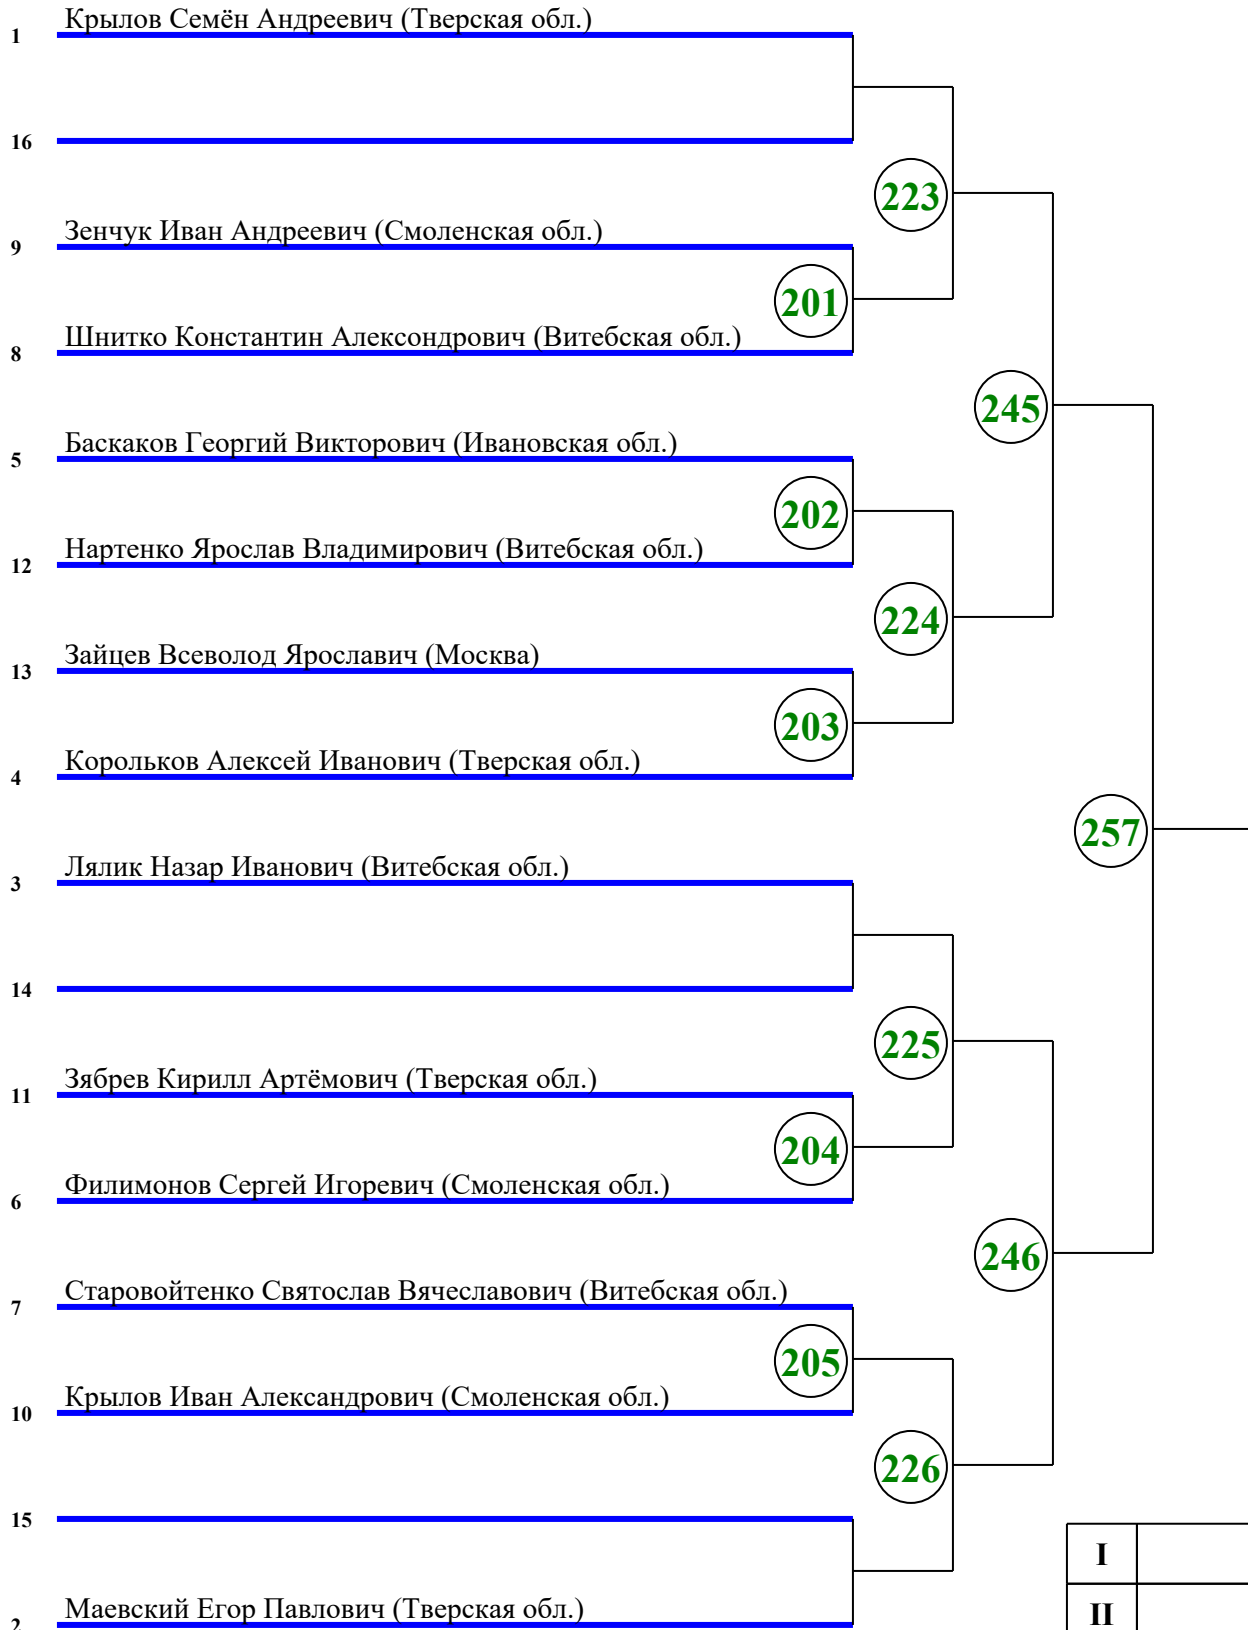 1 Крылов Семён Андреевич (Тверская обл.)
16
223
9 Зенчук Иван Андреевич (Смоленская обл.)
201
8 Шнитко Константин Алексондрович (Витебская обл.)
245
5 Баскаков Георгий Викторович (Ивановская обл.)
202
12 Нартенко Ярослав Владимирович (Витебская обл.)
224
13 Зайцев Всеволод Ярославич (Москва)
203
4 Корольков Алексей Иванович (Тверская обл.)
257
3 Лялик Назар Иванович (Витебская обл.)
14
225
11 Зябрев Кирилл Артёмович (Тверская обл.)
204
6 Филимонов Сергей Игоревич (Смоленская обл.)
246
7 Старовойтенко Святослав Вячеславович (Витебская обл.)
205
10 Крылов Иван Александрович (Смоленская обл.)
226
15
I
2 Маевский Егор Павлович (Тверская обл.)
II